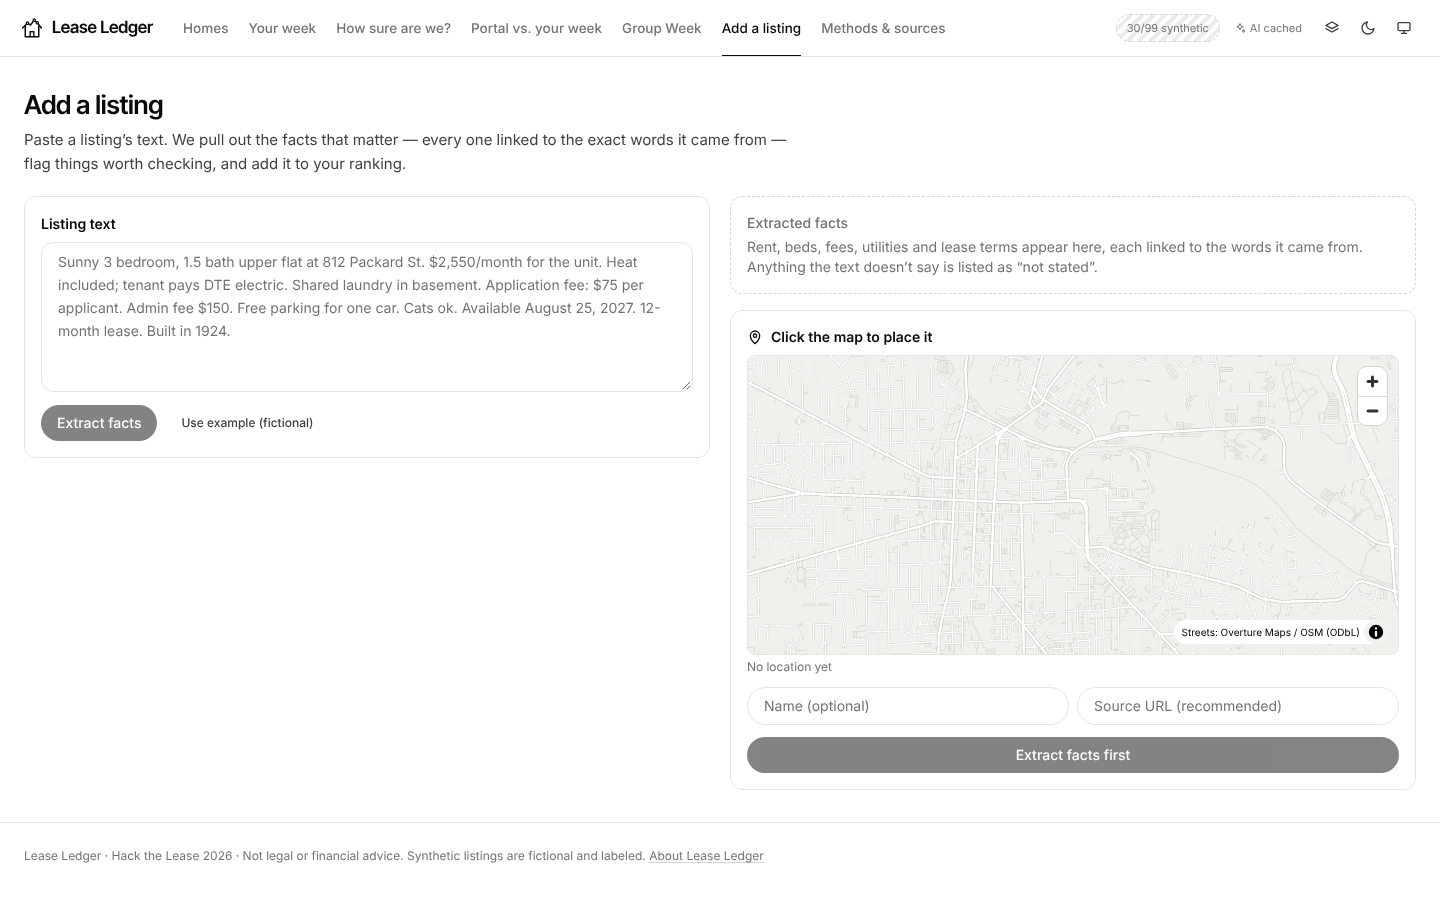 Lease Ledger
Homes
Your week
How sure are we?
Portal vs. your week
Group Week
Add a listing
Methods & sources
30/99 synthetic
AI cached
Add a listing
Paste a listing’s text. We pull out the facts that matter — every one linked to the exact words it came from —
flag things worth checking, and add it to your ranking.
Listing text
Sunny 3 bedroom, 1.5 bath upper flat at 812 Packard St. $2,550/month for the unit. Heat
included; tenant pays DTE electric. Shared laundry in basement. Application fee: $75 per
applicant. Admin fee $150. Free parking for one car. Cats ok. Available August 25, 2027. 12-
month lease. Built in 1924.
Extract facts
Use example (fictional)
Extracted facts
Rent, beds, fees, utilities and lease terms appear here, each linked to the words it came from.
Anything the text doesn’t say is listed as “not stated”.
Click the map to place it
Streets: Overture Maps / OSM (ODbL)
No location yet
Name (optional)
Source URL (recommended)
Extract facts first
Lease Ledger · Hack the Lease 2026 · Not legal or financial advice. Synthetic listings are fictional and labeled. About Lease Ledger